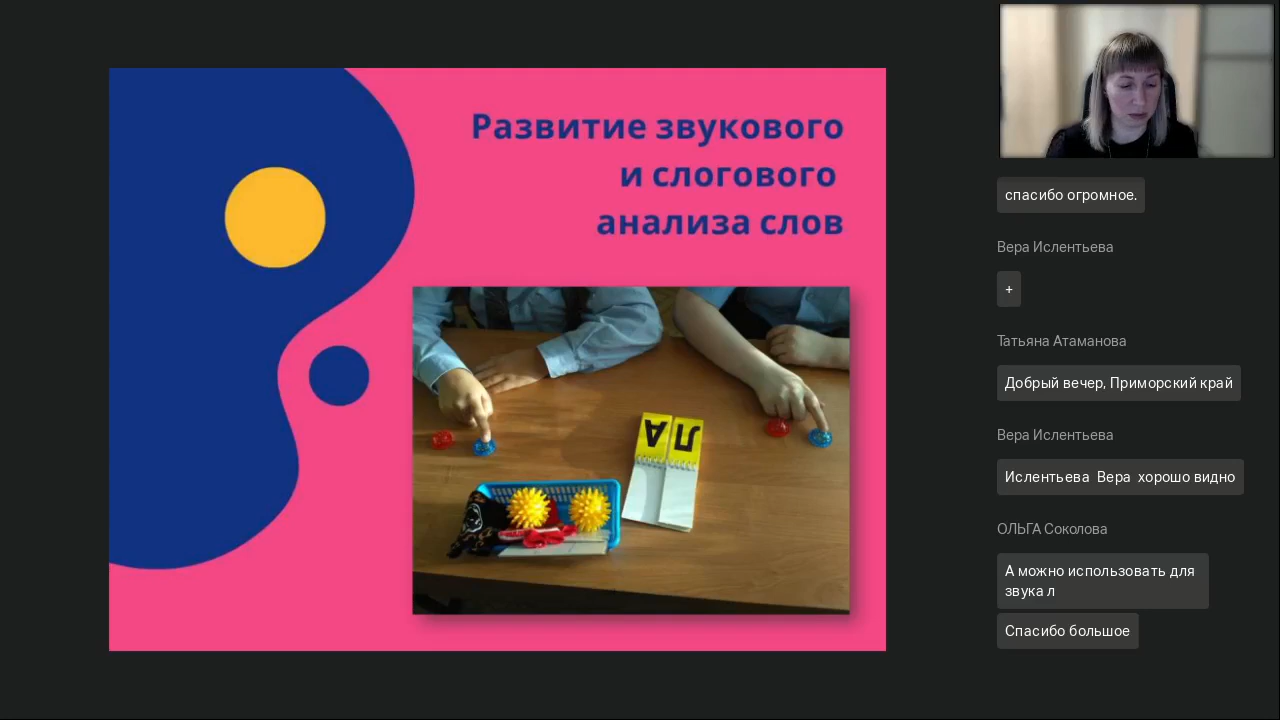 Развитие звукового
и слогового
анализа слов
ЛА
спасибо огромное.
Вера Ислентьева
+
Татьяна Атаманова
Добрый вечер, Приморский край
Вера Ислентьева
Ислентьева Вера хорошо видно
ОЛЬГА Соколова
А можно использовать для
звука л
Спасибо большое